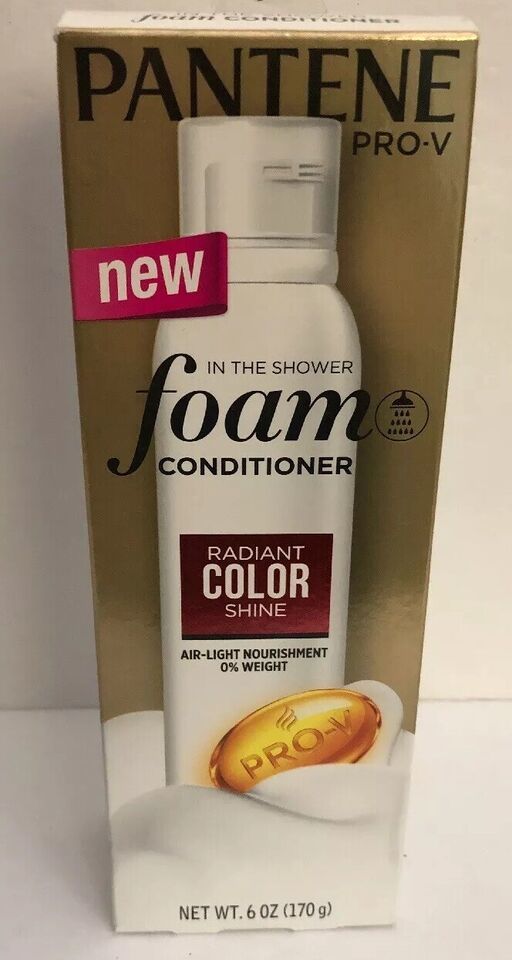 foam CONDITIONER
PANTENE
PRO-V
new
IN THE SHOWER
foam
CONDITIONER
RADIANT
COLOR
SHINE
AIR-LIGHT NOURISHMENT
0% WEIGHT
PRO-V
NET WT. 6 OZ (170 g)